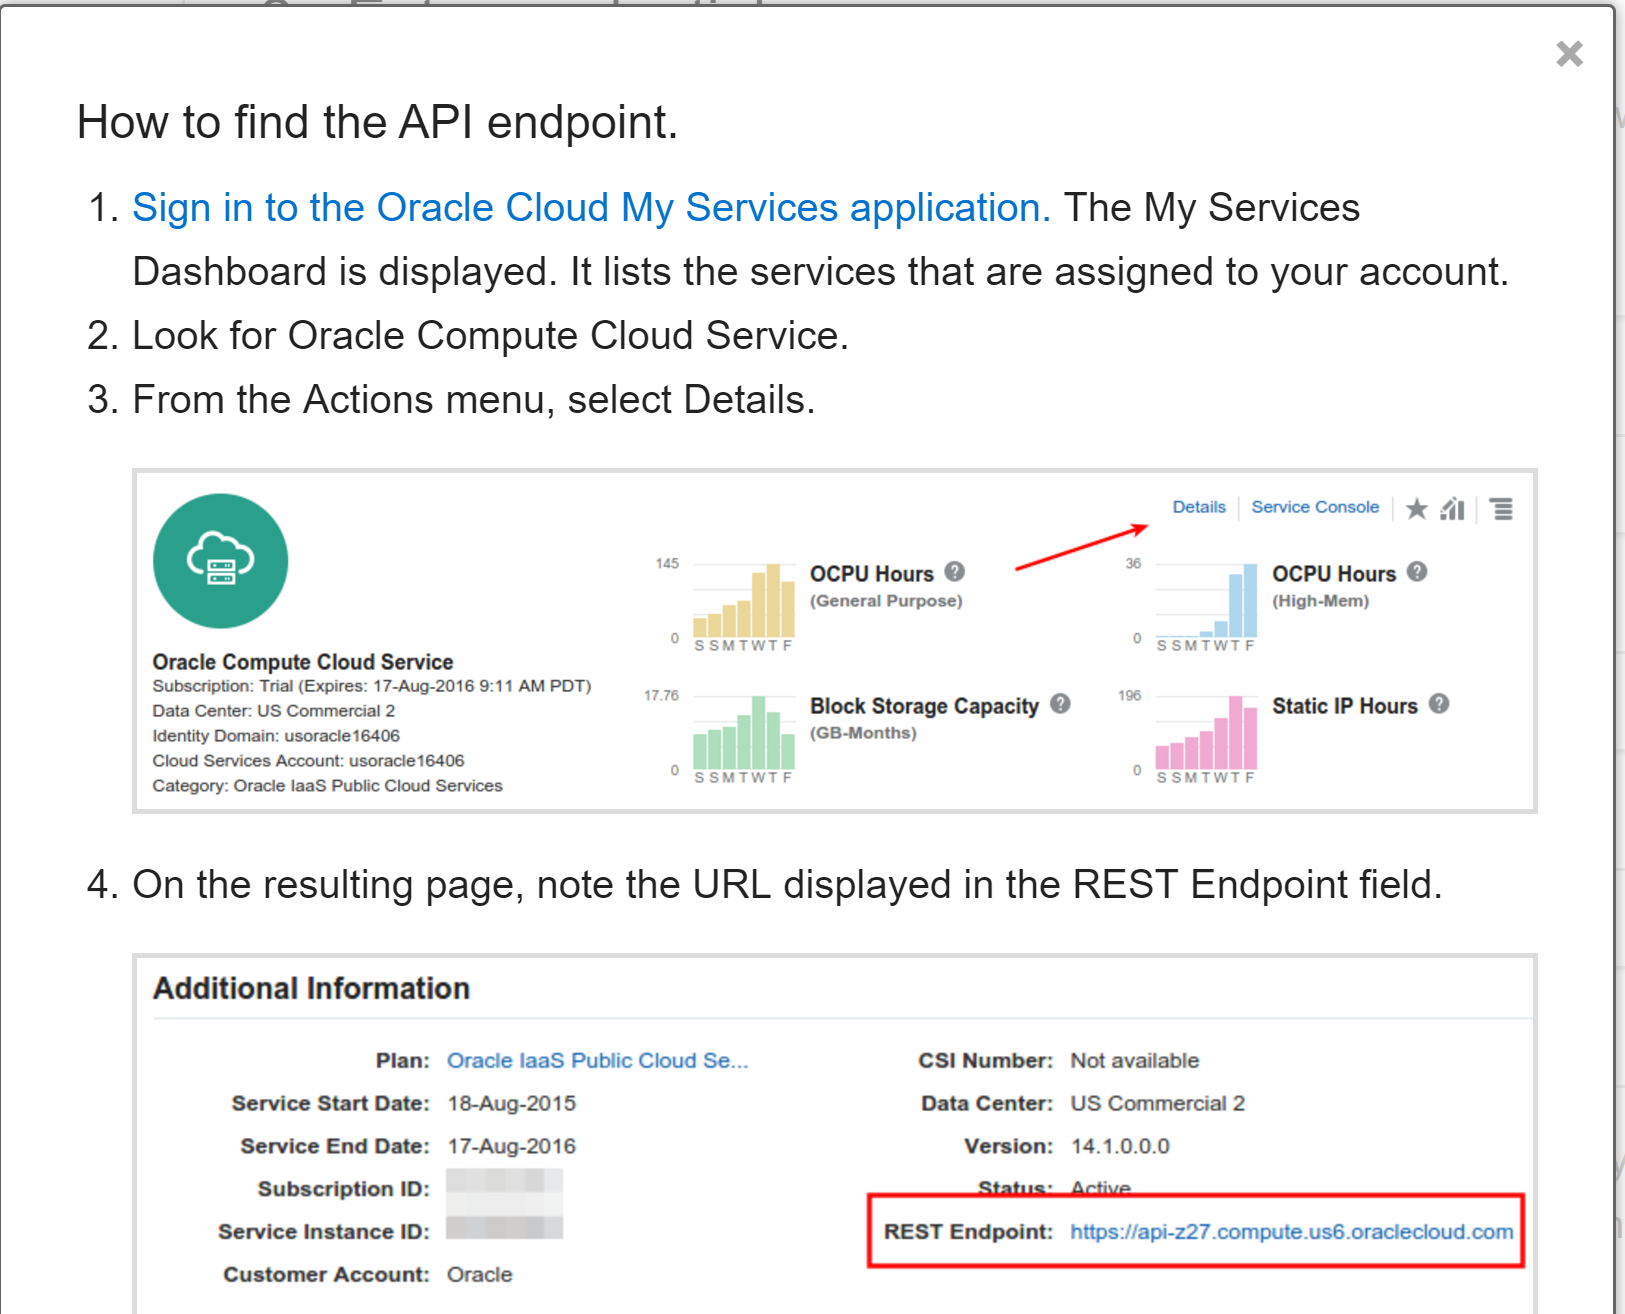 How to find the API endpoint.
1. Sign in to the Oracle Cloud My Services application. The My Services
Dashboard is displayed. It lists the services that are assigned to your account.
2. Look for Oracle Compute Cloud Service.
3. From the Actions menu, select Details.
Details Service Console
145
0
S S M T W T F
OCPU Hours ?
(General Purpose)
36
0
S S M T W T F
OCPU Hours ?
(High-Mem)
Oracle Compute Cloud Service
Subscription: Trial (Expires: 17-Aug-2016 9:11 AM PDT)
Data Center: US Commercial 2
Identity Domain: usoracle16406
Cloud Services Account: usoracle16406
Category: Oracle IaaS Public Cloud Services
17.76
0
S S M T W T F
Block Storage Capacity ?
(GB-Months)
196
0
S S M T W T F
Static IP Hours ?
4. On the resulting page, note the URL displayed in the REST Endpoint field.
Additional Information
Plan: Oracle IaaS Public Cloud Se...
Service Start Date: 18-Aug-2015
Service End Date: 17-Aug-2016
Subscription ID:
Service Instance ID:
Customer Account: Oracle
CSI Number: Not available
Data Center: US Commercial 2
Version: 14.1.0.0.0
Status: Active
REST Endpoint: https://api-z27.compute.us6.oraclecloud.com